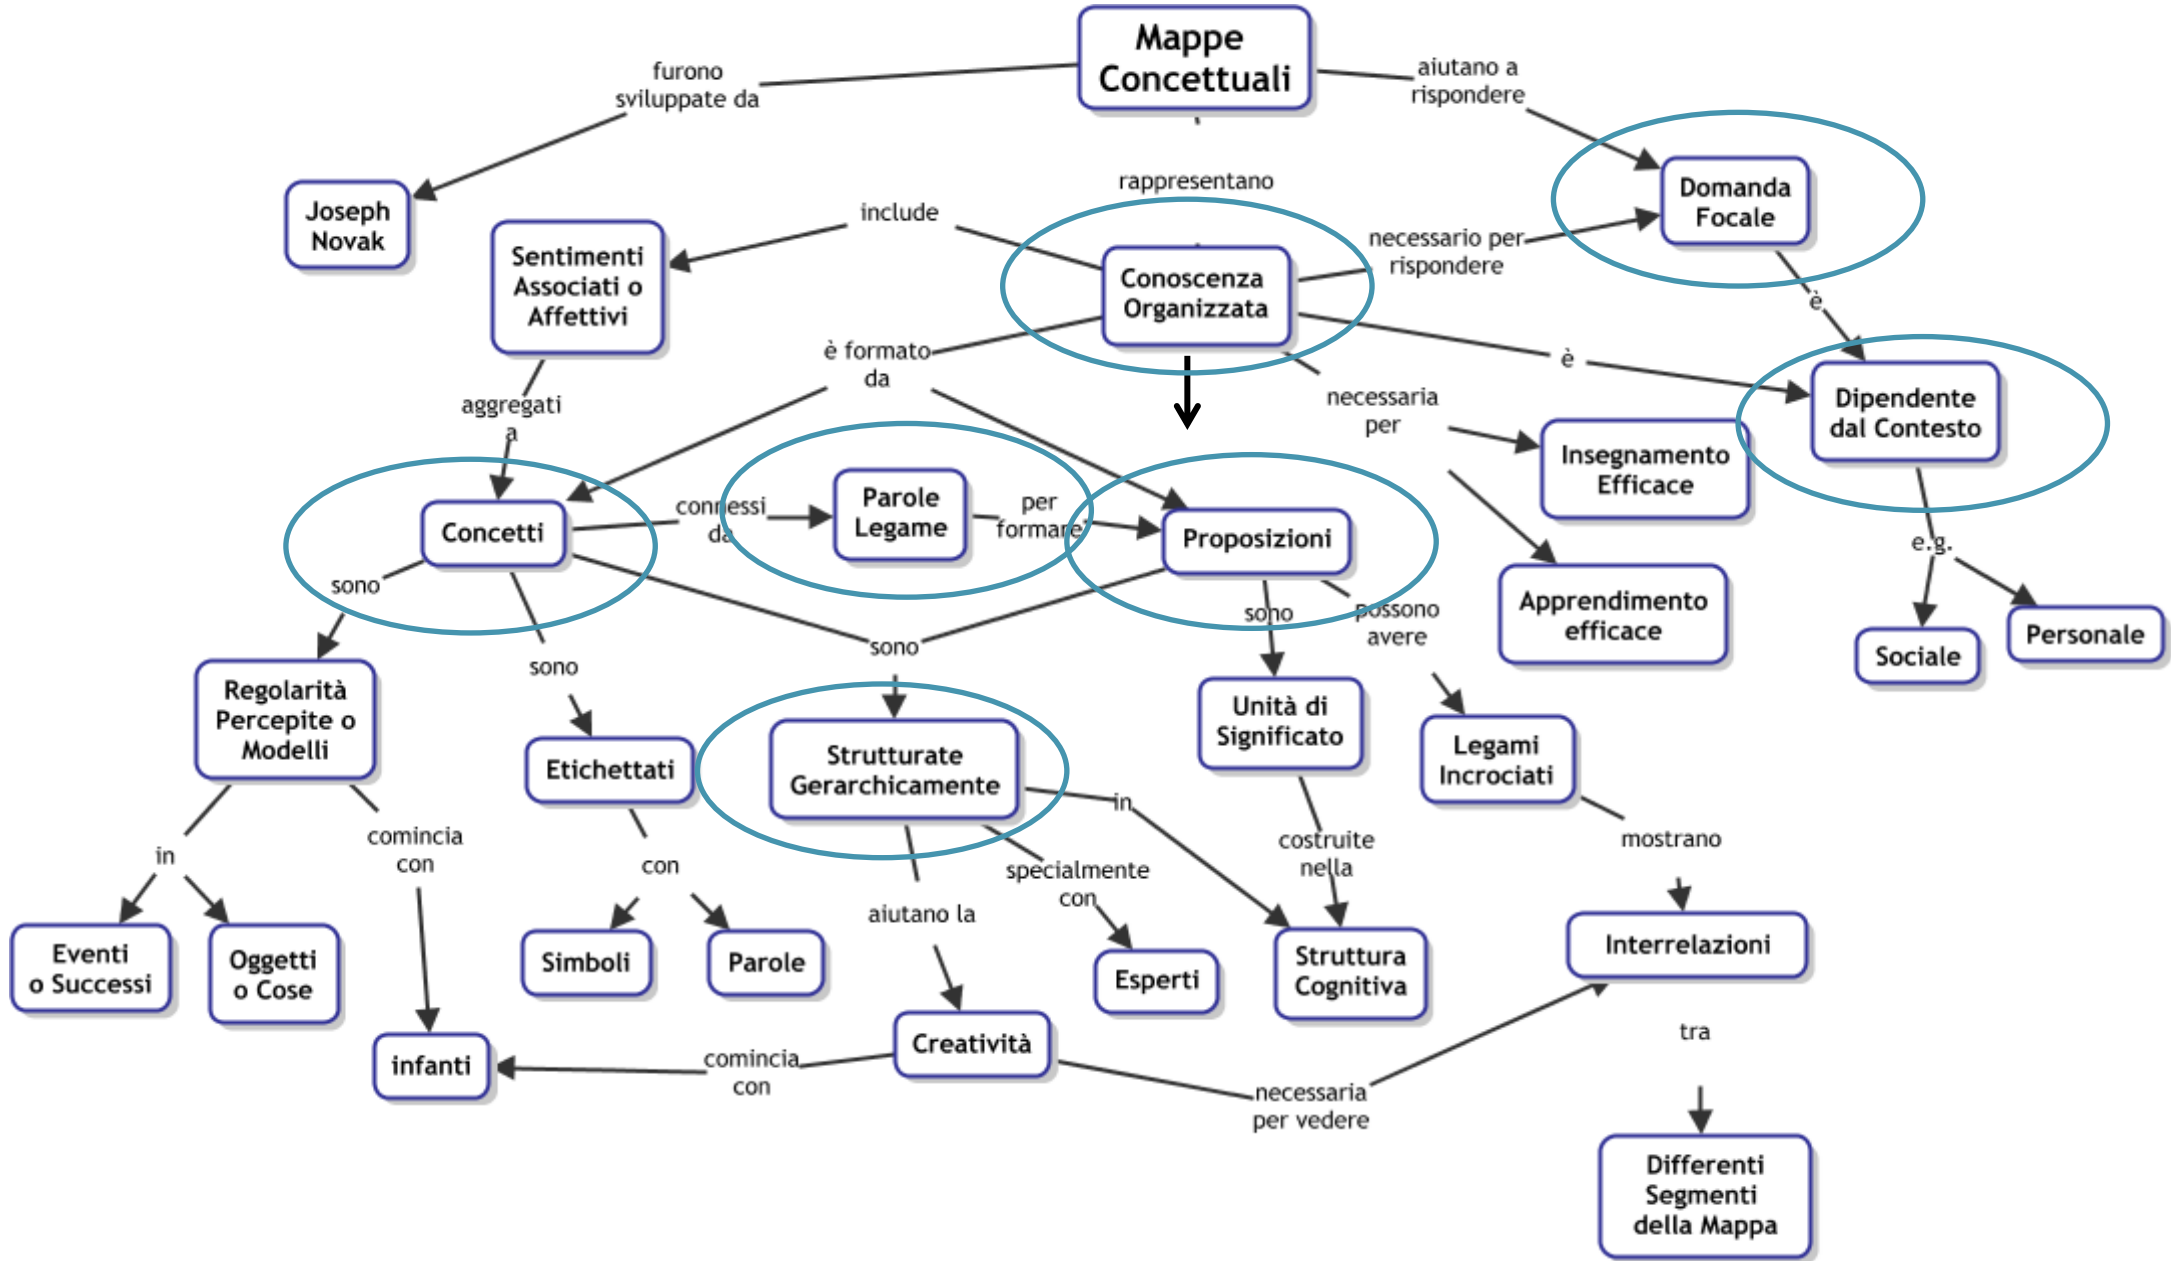 Mappe
Concettuali
furono
sviluppate da
aiutano a
rispondere
rappresentano
Joseph
Novak
include
Domanda
Focale
Sentimenti
Associati o
Affettivi
necessario per
rispondere
Conoscenza
Organizzata
è
è formato
da
è
necessaria
per
aggregati
a
Dipendente
dal Contesto
Insegnamento
Efficace
Concetti
connessi
da
Parole
Legame
per
formare
Proposizioni
e.g.
sono
Apprendimento
efficace
sono
possono
avere
Sociale
Personale
sono
sono
Regolarità
Percepite o
Modelli
Etichettati
Strutturate
Gerarchicamente
Unità di
Significato
Legami
Incrociati
in
in
comincia
con
con
specialmente
con
costruite
nella
mostrano
aiutano la
Eventi
o Successi
Oggetti
o Cose
Simboli
Parole
Esperti
Struttura
Cognitiva
Interrelazioni
infanti
comincia
con
Creatività
necessaria
per vedere
tra
Differenti
Segmenti
della Mappa